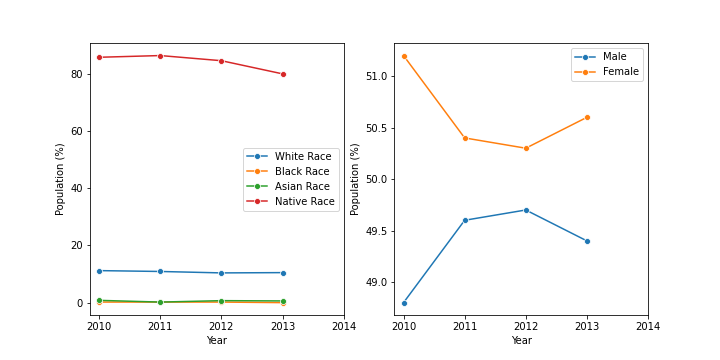 80
60
40
20
0
2010 2011 2012 2013 2014
Year
Population (%)
White Race
Black Race
Asian Race
Native Race
51.0
50.5
50.0
49.5
49.0
2010 2011 2012 2013 2014
Year
Population (%)
Male
Female